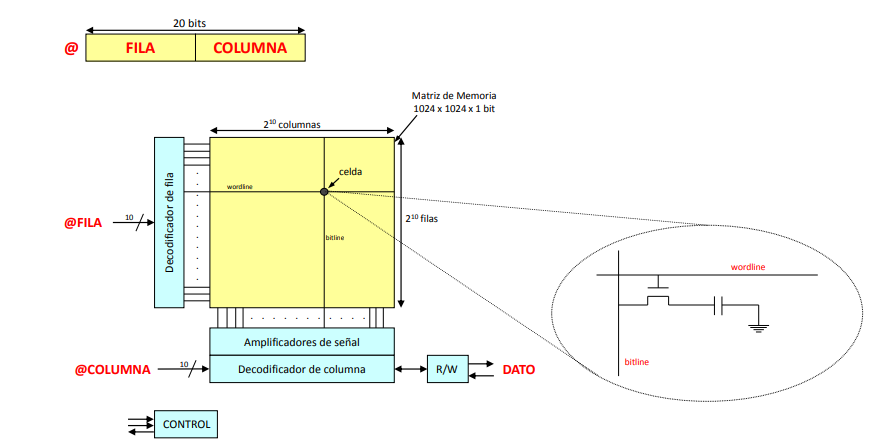 20 bits
@ FILA COLUMNA
Matriz de Memoria
1024 x 1024 x 1 bit
2¹⁰ columnas
celda
wordline
Decodificador de fila
@FILA
10
2¹⁰ filas
bitline
wordline
bitline
Amplificadores de señal
@COLUMNA
10
Decodificador de columna
R/W
DATO
CONTROL